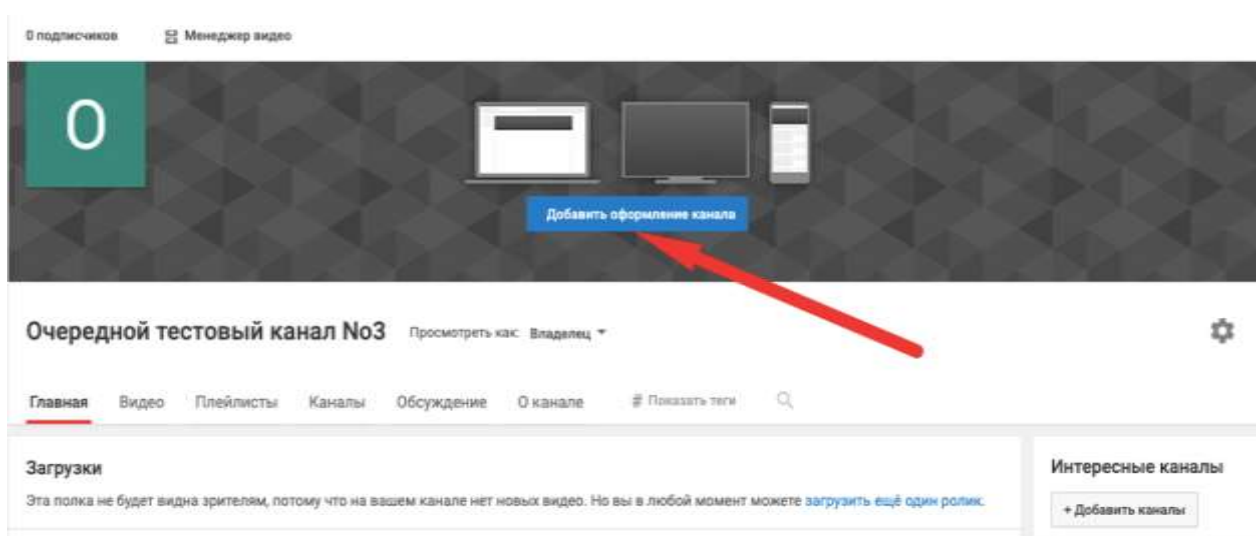 0 подписчиков Менеджер видео
О
Добавить оформление канала
Очередной тестовый канал No3 Просмотреть как: Владелец
Главная Видео Плейлисты Каналы Обсуждение О канале # Показать теги
Загрузки
Эта полка не будет видна зрителям, потому что на вашем канале нет новых видео. Но вы в любой момент можете загрузить ещё один ролик.
Интересные каналы
+ Добавить каналы